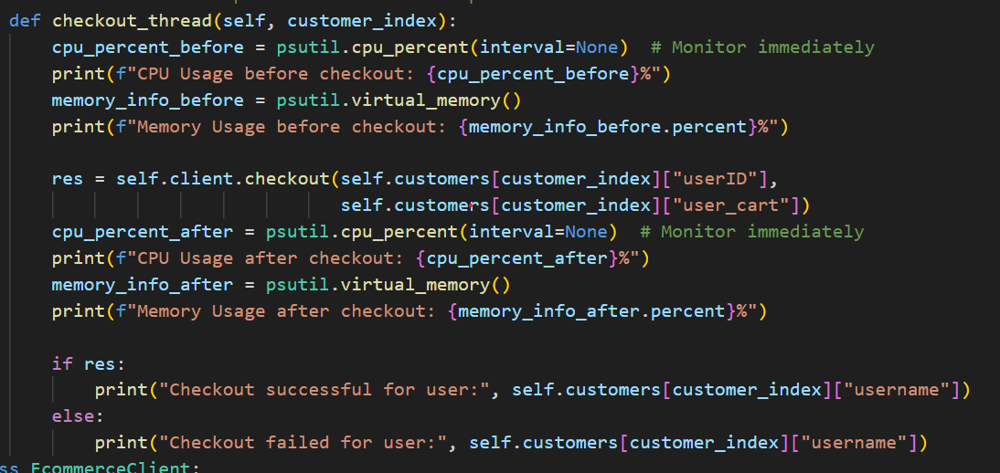 def checkout_thread(self, customer_index):
    cpu_percent_before = psutil.cpu_percent(interval=None)  # Monitor immediately
    print(f"CPU Usage before checkout: {cpu_percent_before}%")
    memory_info_before = psutil.virtual_memory()
    print(f"Memory Usage before checkout: {memory_info_before.percent}%")

    res = self.client.checkout(self.customers[customer_index]["userID"],
                               self.customers[customer_index]["user_cart"])
    cpu_percent_after = psutil.cpu_percent(interval=None)  # Monitor immediately
    print(f"CPU Usage after checkout: {cpu_percent_after}%")
    memory_info_after = psutil.virtual_memory()
    print(f"Memory Usage after checkout: {memory_info_after.percent}%")

    if res:
        print("Checkout successful for user:", self.customers[customer_index]["username"])
    else:
        print("Checkout failed for user:", self.customers[customer_index]["username"])
ss EcommerceClient: